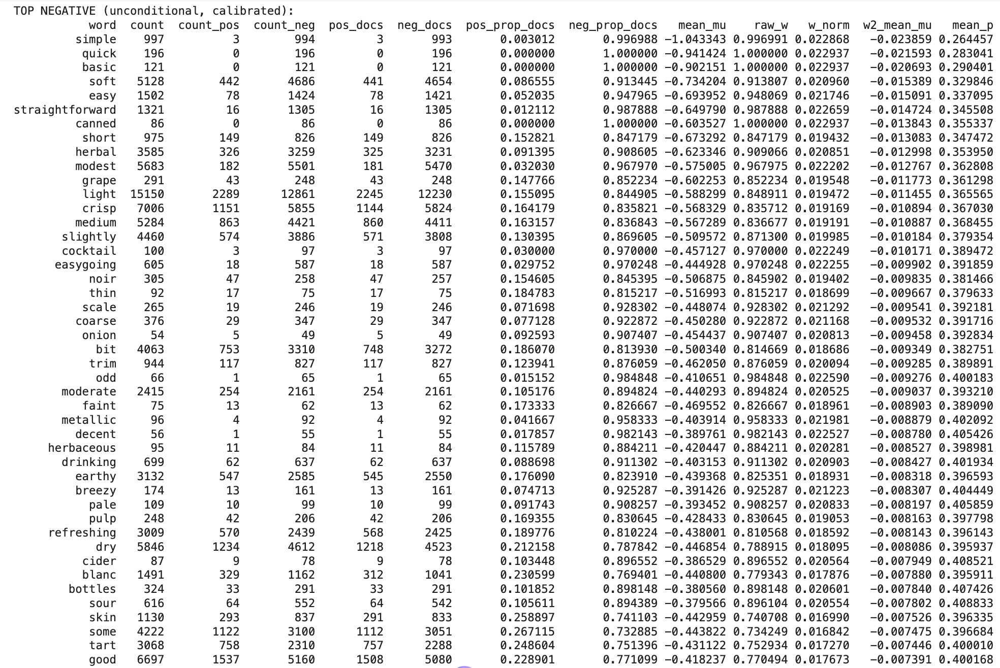 TOP NEGATIVE (unconditional, calibrated):
word count count_pos count_neg pos_docs neg_docs pos_prop_docs neg_prop_docs mean_mu raw_w w_norm w2_mean_mu mean_p
simple 997 3 994 3 993 0.003012 0.996988 -1.043343 0.996991 0.022868 -0.023859 0.264457
quick 196 0 196 0 196 0.000000 1.000000 -0.941424 1.000000 0.022937 -0.021593 0.283041
basic 121 0 121 0 121 0.000000 1.000000 -0.902151 1.000000 0.022937 -0.020693 0.290401
soft 5128 442 4686 441 4654 0.086555 0.913445 -0.734204 0.913807 0.020960 -0.015389 0.329846
easy 1502 78 1424 78 1421 0.052035 0.947965 -0.693952 0.948069 0.021746 -0.015091 0.337095
straightforward 1321 16 1305 16 1305 0.012112 0.987888 -0.649790 0.987888 0.022659 -0.014724 0.345508
canned 86 0 86 0 86 0.000000 1.000000 -0.603527 1.000000 0.022937 -0.013843 0.355337
short 975 149 826 149 826 0.152821 0.847179 -0.673292 0.847179 0.019432 -0.013083 0.347472
herbal 3585 326 3259 325 3231 0.091395 0.908605 -0.623346 0.909066 0.020851 -0.012998 0.353950
modest 5683 182 5501 181 5470 0.032030 0.967970 -0.575005 0.967975 0.022202 -0.012767 0.362808
grape 291 43 248 43 248 0.147766 0.852234 -0.602253 0.852234 0.019548 -0.011773 0.361298
light 15150 2289 12861 2245 12230 0.155095 0.844905 -0.588299 0.848911 0.019472 -0.011455 0.365565
crisp 7006 1151 5855 1144 5824 0.164179 0.835821 -0.568329 0.835712 0.019169 -0.010894 0.367030
medium 5284 863 4421 860 4411 0.163157 0.836843 -0.567289 0.836677 0.019191 -0.010887 0.368455
slightly 4460 574 3886 571 3808 0.130395 0.869605 -0.509572 0.871300 0.019985 -0.010184 0.379354
cocktail 100 3 97 3 97 0.030000 0.970000 -0.457127 0.970000 0.022249 -0.010171 0.389472
easygoing 605 18 587 18 587 0.029752 0.970248 -0.444928 0.970248 0.022255 -0.009902 0.391859
noir 305 47 258 47 257 0.154605 0.845395 -0.506875 0.845902 0.019402 -0.009835 0.381466
thin 92 17 75 17 75 0.184783 0.815217 -0.516993 0.815217 0.018699 -0.009667 0.379633
scale 265 19 246 19 246 0.071698 0.928302 -0.448074 0.928302 0.021292 -0.009541 0.392181
coarse 376 29 347 29 347 0.077128 0.922872 -0.450280 0.922872 0.021168 -0.009532 0.391716
onion 54 5 49 5 49 0.092593 0.907407 -0.454437 0.907407 0.020813 -0.009458 0.392834
bit 4063 753 3310 748 3272 0.186070 0.813930 -0.500340 0.814669 0.018686 -0.009349 0.382751
trim 944 117 827 117 827 0.123941 0.876059 -0.462050 0.876059 0.020094 -0.009285 0.389891
odd 66 1 65 1 65 0.015152 0.984848 -0.410651 0.984848 0.022590 -0.009276 0.400183
moderate 2415 254 2161 254 2161 0.105176 0.894824 -0.440293 0.894824 0.020525 -0.009037 0.393210
faint 75 13 62 13 62 0.173333 0.826667 -0.469552 0.826667 0.018961 -0.008903 0.389090
metallic 96 4 92 4 92 0.041667 0.958333 -0.403914 0.958333 0.021981 -0.008879 0.402092
decent 56 1 55 1 55 0.017857 0.982143 -0.389761 0.982143 0.022527 -0.008780 0.405426
herbaceous 95 11 84 11 84 0.115789 0.884211 -0.420447 0.884211 0.020281 -0.008527 0.398981
drinking 699 62 637 62 637 0.088698 0.911302 -0.403153 0.911302 0.020903 -0.008427 0.401934
earthy 3132 547 2585 545 2550 0.176090 0.823910 -0.439368 0.825351 0.018931 -0.008318 0.396593
breezy 174 13 161 13 161 0.074713 0.925287 -0.391426 0.925287 0.021223 -0.008307 0.404449
pale 109 10 99 10 99 0.091743 0.908257 -0.393452 0.908257 0.020833 -0.008197 0.405859
pulp 248 42 206 42 206 0.169355 0.830645 -0.428433 0.830645 0.019053 -0.008163 0.397798
refreshing 3009 570 2439 568 2425 0.189776 0.810224 -0.438001 0.810568 0.018592 -0.008143 0.396143
dry 5846 1234 4612 1218 4523 0.212158 0.787842 -0.446854 0.788915 0.018095 -0.008086 0.395937
cider 87 9 78 9 78 0.103448 0.896552 -0.386529 0.896552 0.020564 -0.007949 0.408521
blanc 1491 329 1162 312 1041 0.230599 0.769401 -0.440800 0.779343 0.017876 -0.007880 0.395911
bottles 324 33 291 33 291 0.101852 0.898148 -0.380560 0.898148 0.020601 -0.007840 0.407426
sour 616 64 552 64 542 0.105611 0.894389 -0.379566 0.896104 0.020554 -0.007802 0.408833
skin 1130 293 837 291 833 0.258897 0.741103 -0.442959 0.740708 0.016990 -0.007526 0.396335
some 4222 1122 3100 1112 3051 0.267115 0.732885 -0.443822 0.734249 0.016842 -0.007475 0.396684
tart 3068 758 2310 757 2288 0.248604 0.751396 -0.431122 0.752934 0.017270 -0.007446 0.400010
good 6697 1537 5160 1508 5080 0.228901 0.771099 -0.418237 0.770494 0.017673 -0.007391 0.400168